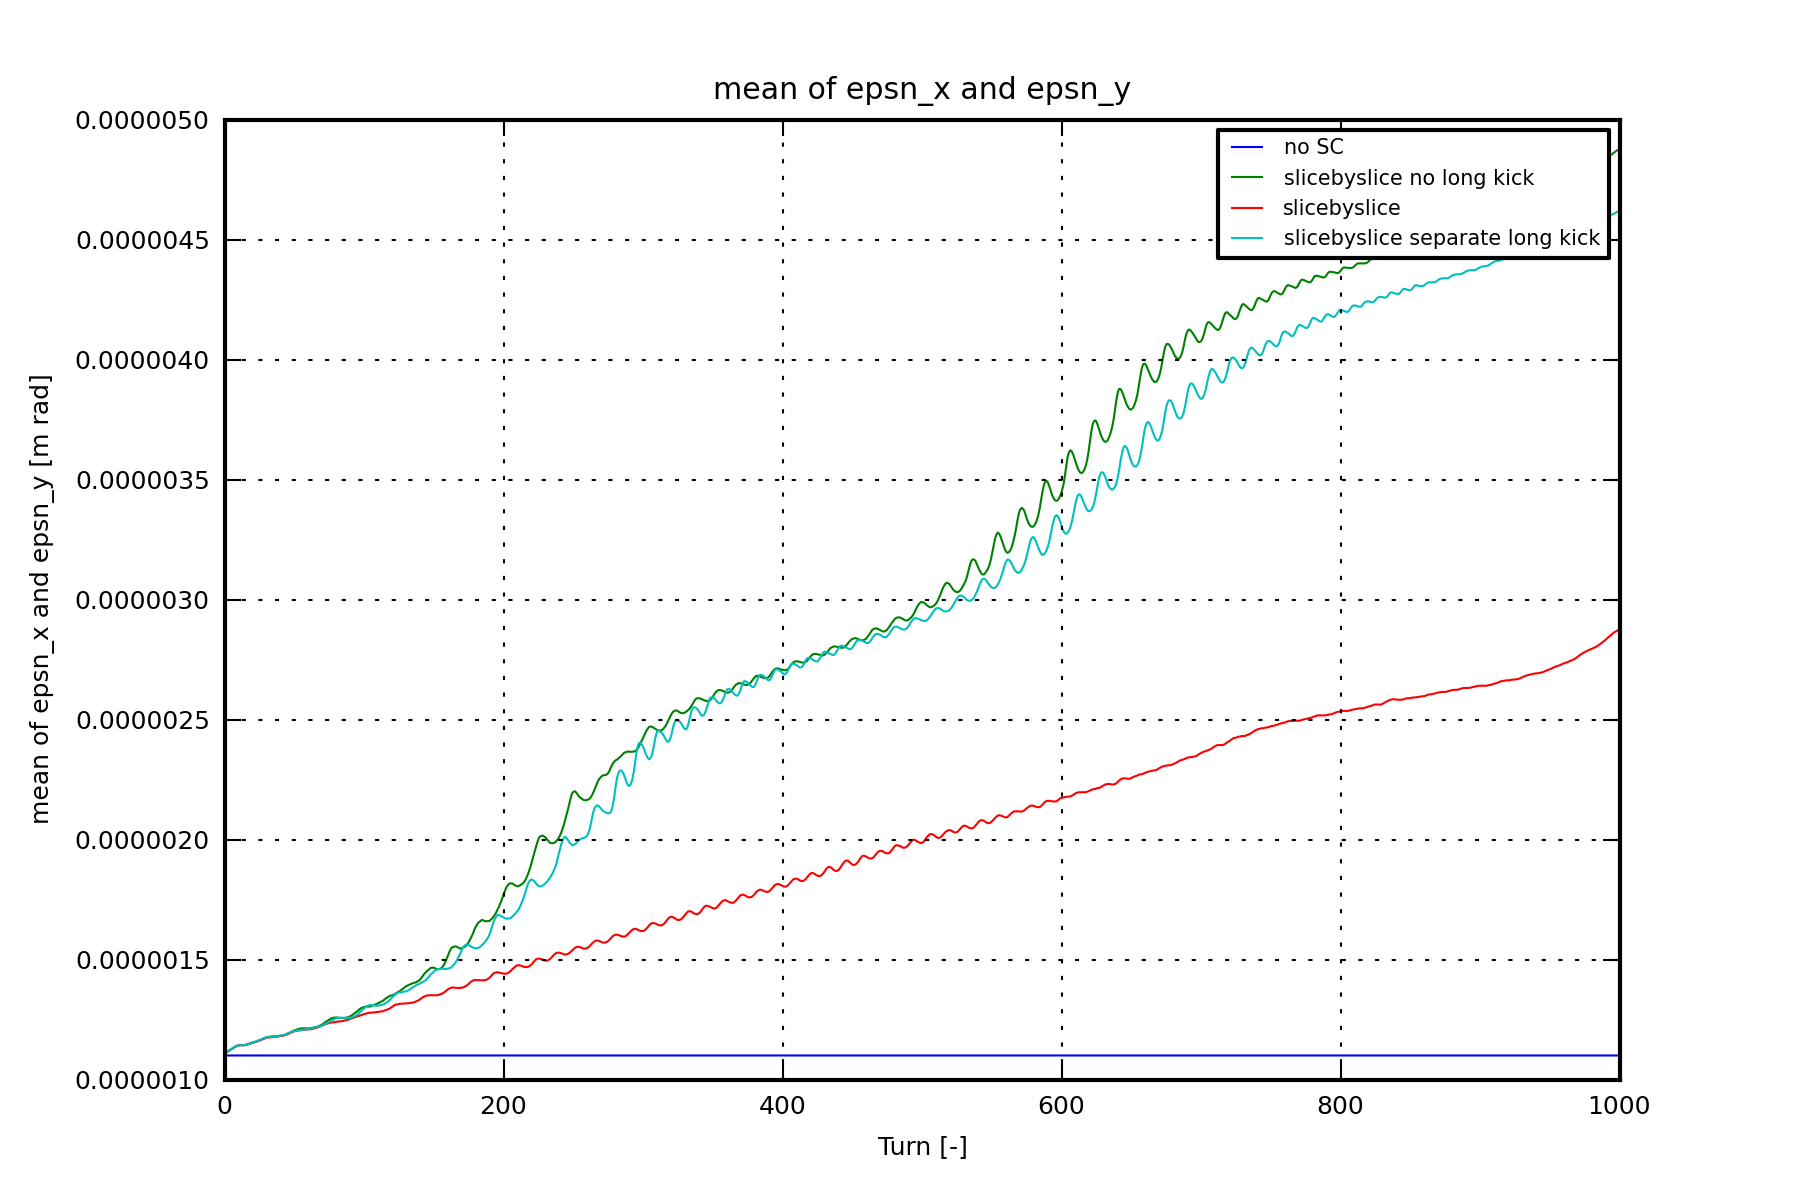 mean of epsn_x and epsn_y
0.0000050
0.0000045
0.0000040
0.0000035
0.0000030
0.0000025
0.0000020
0.0000015
0.0000010
mean of epsn_x and epsn_y [m rad]
no SC
slicebyslice no long kick
slicebyslice
slicebyslice separate long kick
0 200 400 600 800 1000
Turn [-]